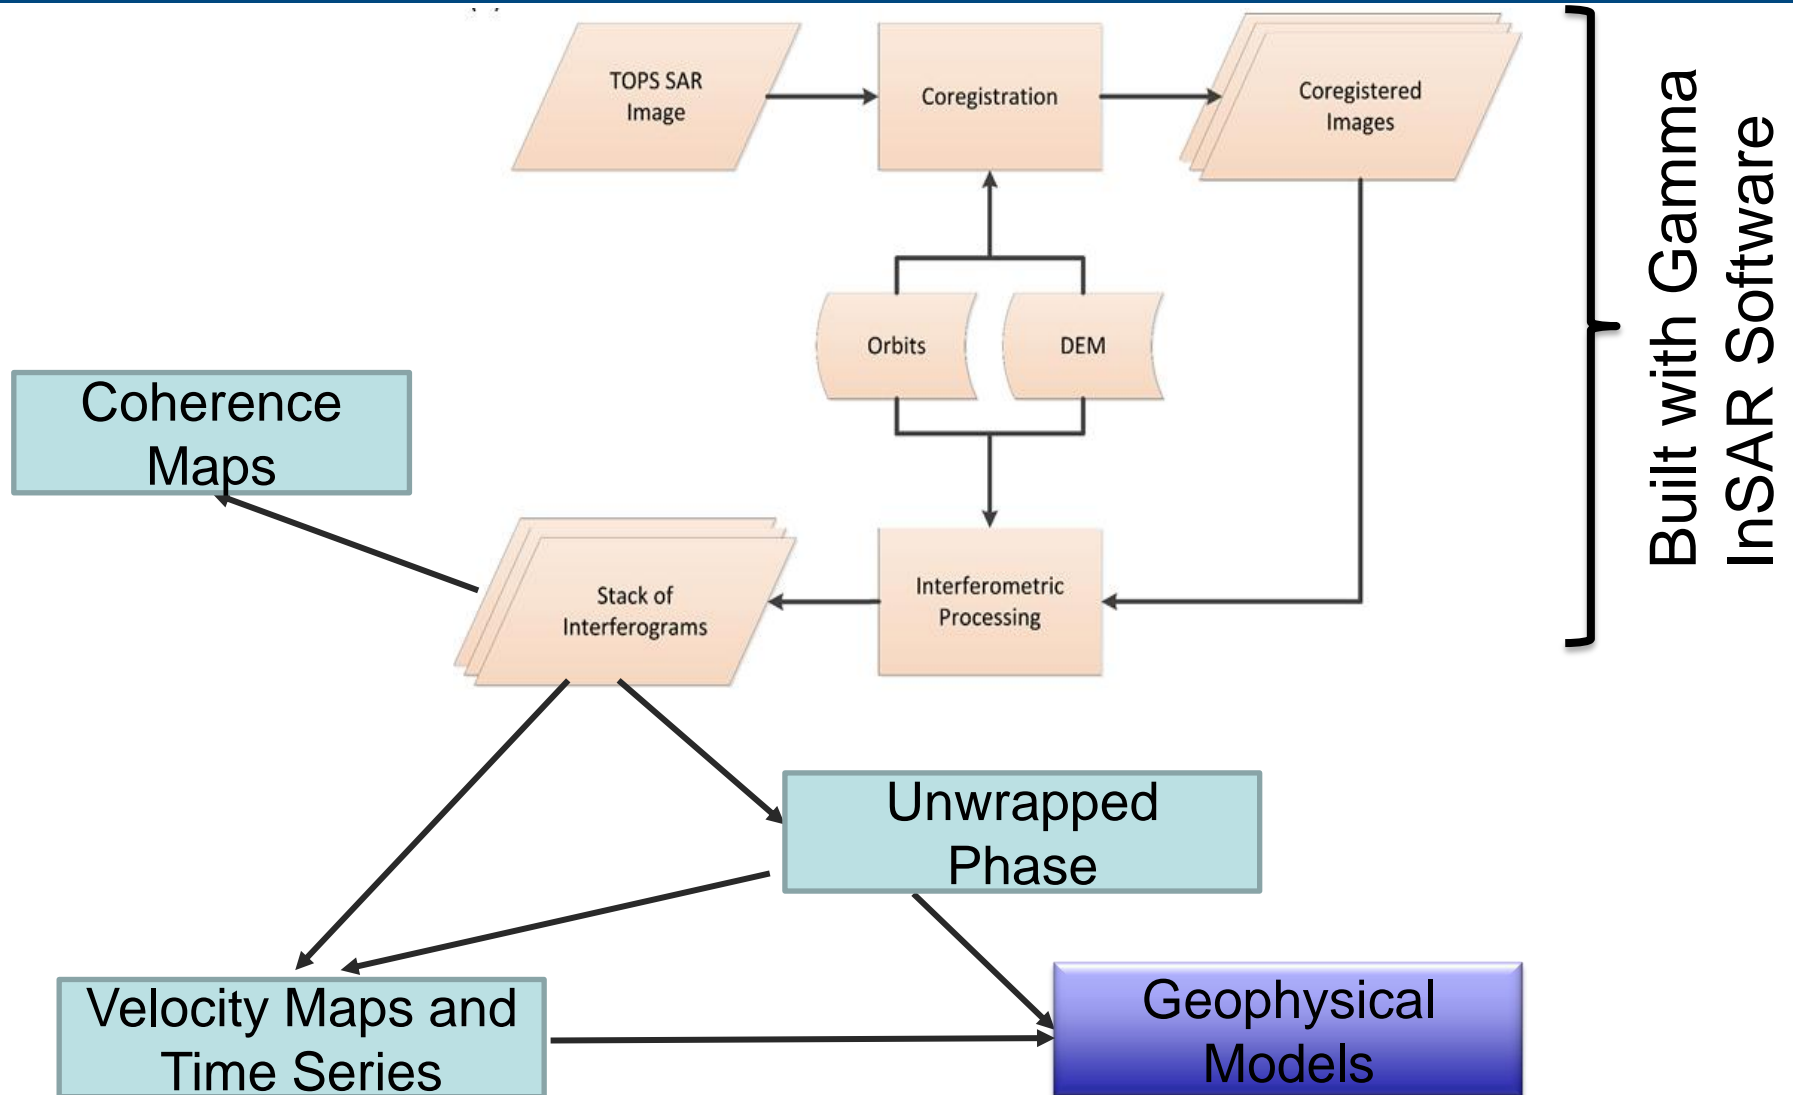 TOPS SAR
Image
Coregistration
Coregistered
Images
Built with Gamma
InSAR Software
Orbits
DEM
Coherence
Maps
Stack of
Interferograms
Interferometric
Processing
Unwrapped
Phase
Velocity Maps and
Time Series
Geophysical
Models